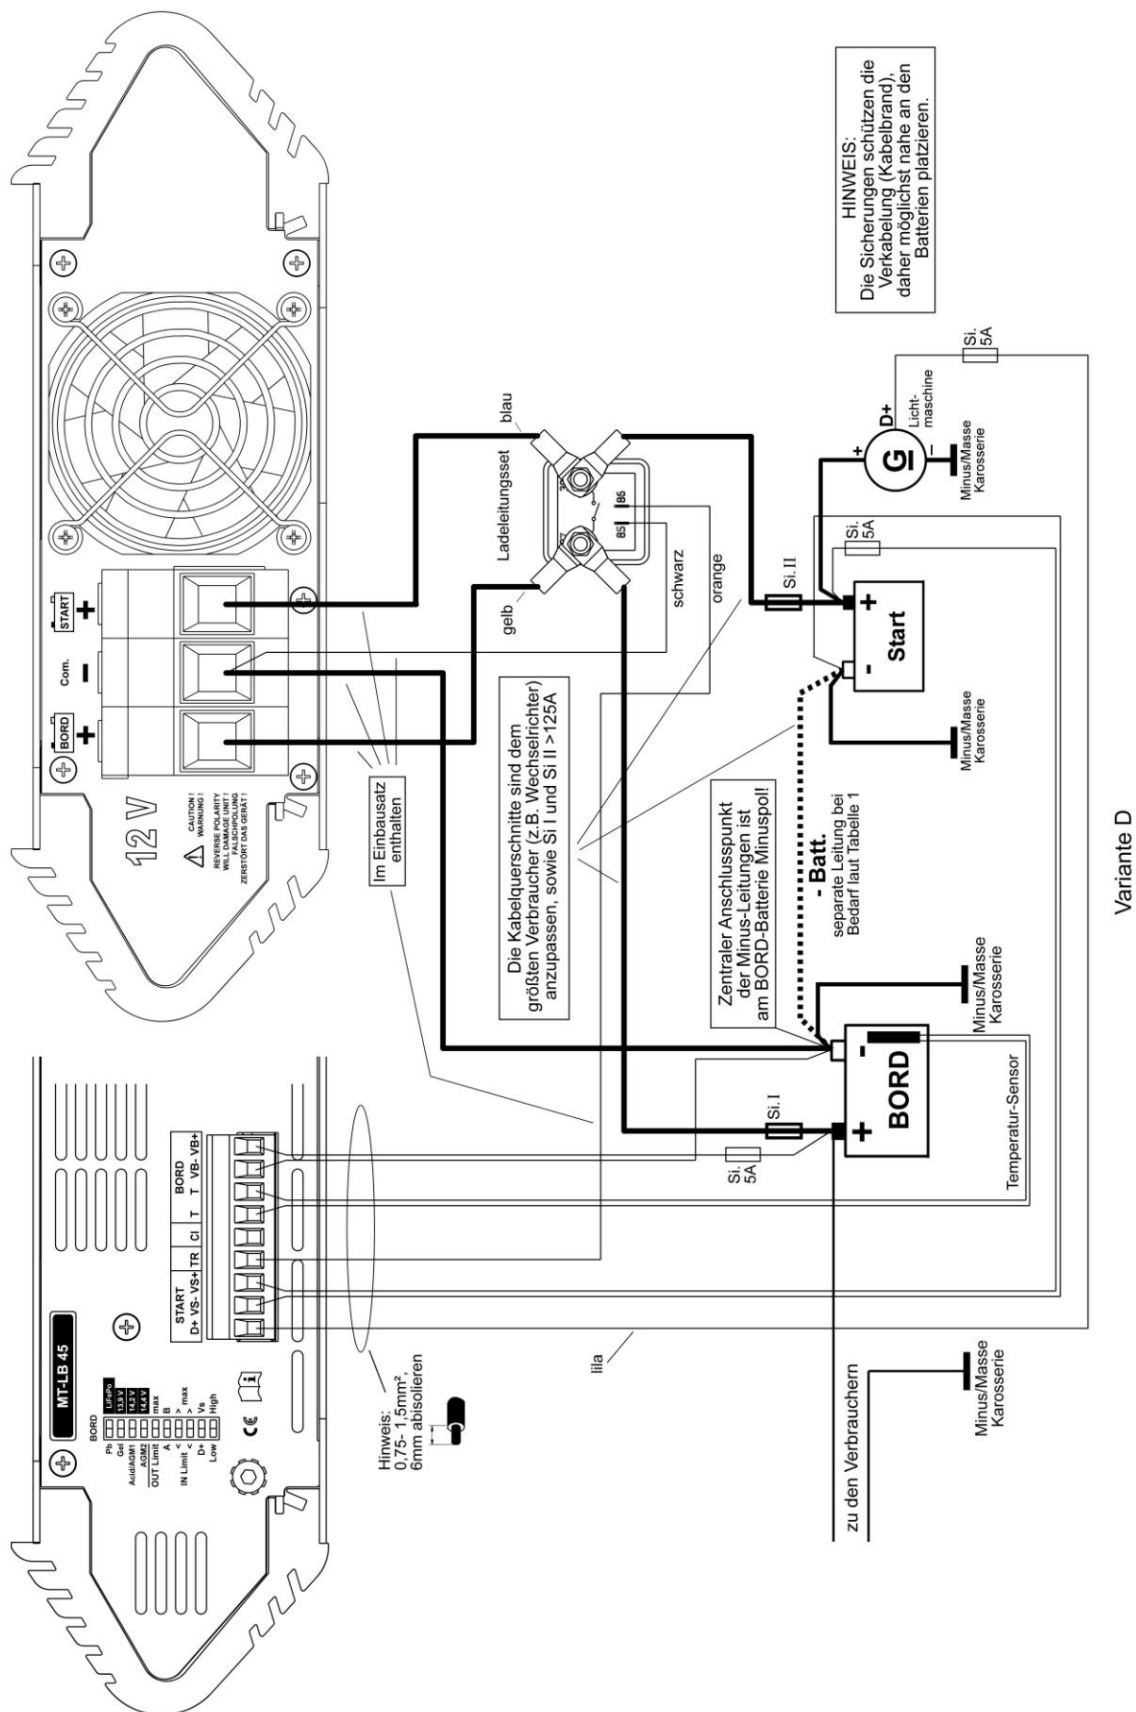 MT-LB 45
BORD
Pb LiFePo
Gel 13,9 V
Acid/AGM1 14,2 V
AGM2 14,4 V
OUT Limit max
A B
IN Limit < > max
< >
D+ Vs
Low High
CE
START
BORD
D+ VS- VS+ TR CI T T VB- VB+
Hinweis:
0,75- 1,5mm²,
6mm abisolieren
lila
12 V
CAUTION !
WARNUNG !
REVERSE POLARITY
WILL DAMAGE UNIT !
FALSCHPOLUNG
ZERSTÖRT DAS GERÄT !
BORD
+
Com.
-
START
+
Im Einbausatz
enthalten
Ladeleitungsset
blau
gelb
85
86
schwarz
orange
Die Kabelquerschnitte sind dem
größten Verbraucher (z.B. Wechselrichter)
anzupassen, sowie Si I und Si II >125A
Zentraler Anschlusspunkt
der Minus-Leitungen ist
am BORD-Batterie Minuspol!
HINWEIS:
Die Sicherungen schützen die
Verkabelung (Kabelbrand),
daher möglichst nahe an den
Batterien platzieren.
Si.
5A
Si.I
Si.II
Si.
5A
Si.
5A
- Batt.
separate Leitung bei
Bedarf laut Tabelle 1
+ -
BORD
Temperatur-Sensor
Minus/Masse
Karosserie
- +
Start
Minus/Masse
Karosserie
+ D+
G
-
Licht-
maschine
Minus/Masse
Karosserie
zu den Verbrauchern
Minus/Masse
Karosserie
Variante D